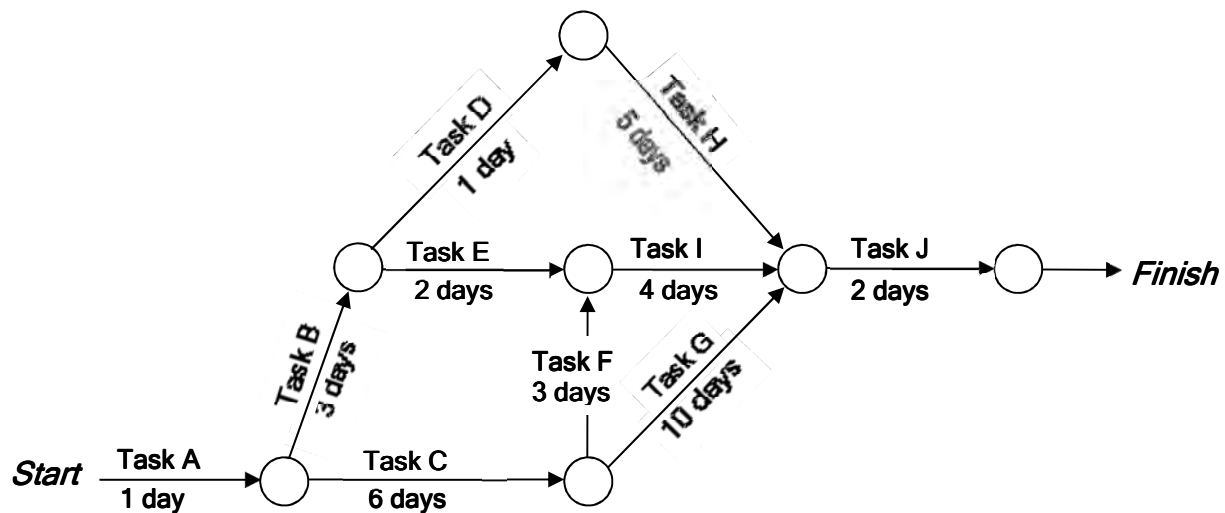 Task D
1 day
Task H
5 days
Task E
2 days
Task I
4 days
Task J
2 days
Finish
Task B
3 days
Task F
3 days
Task G
10 days
Start
Task A
1 day
Task C
6 days